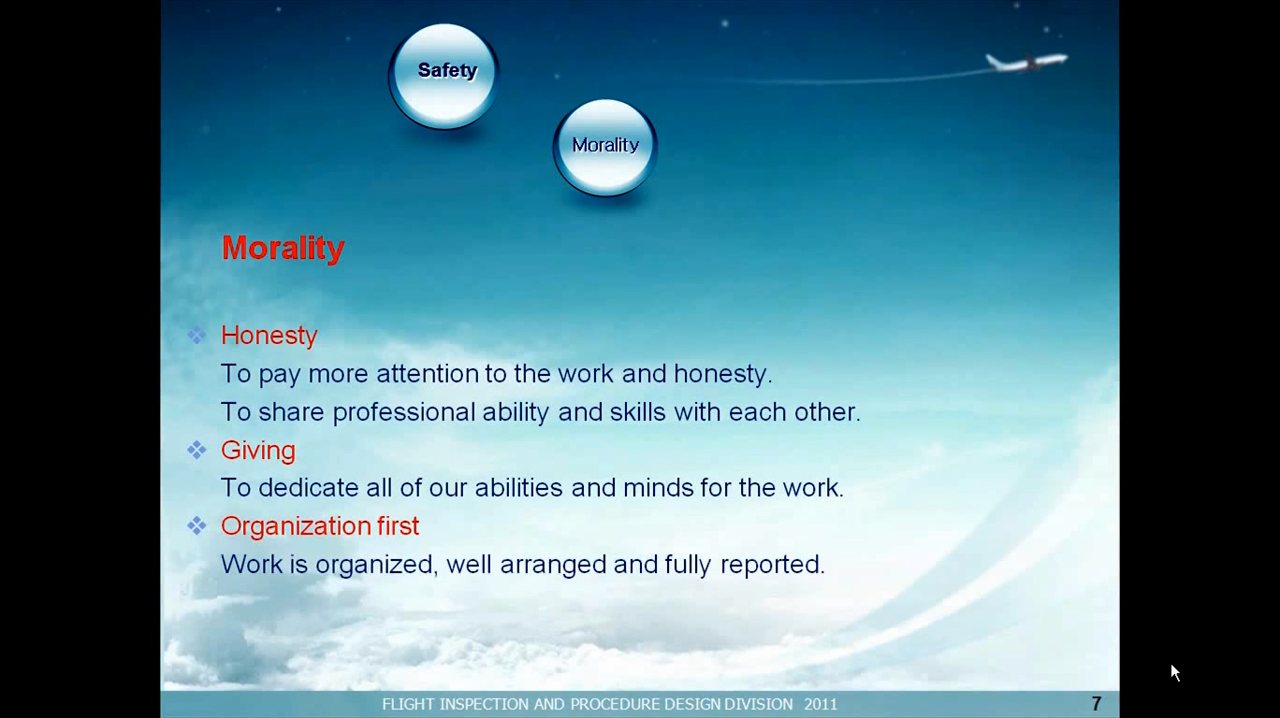 Safety
Morality
Morality
Honesty
To pay more attention to the work and honesty.
To share professional ability and skills with each other.
Giving
To dedicate all of our abilities and minds for the work.
Organization first
Work is organized, well arranged and fully reported.
FLIGHT INSPECTION AND PROCEDURE DESIGN DIVISION 2011
7